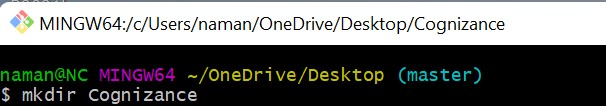 MINGW64:/c/Users/naman/OneDrive/Desktop/Cognizance
naman@NC MINGW64 ~/OneDrive/Desktop (master)
$ mkdir Cognizance